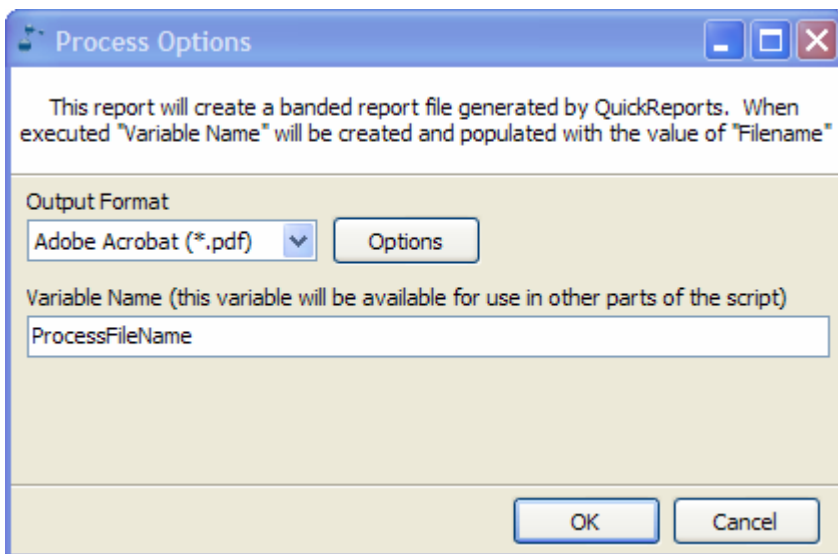 Process Options
This report will create a banded report file generated by QuickReports. When
executed "Variable Name" will be created and populated with the value of "Filename"
Output Format
Adobe Acrobat (*.pdf)
Options
Variable Name (this variable will be available for use in other parts of the script)
ProcessFileName
OK
Cancel